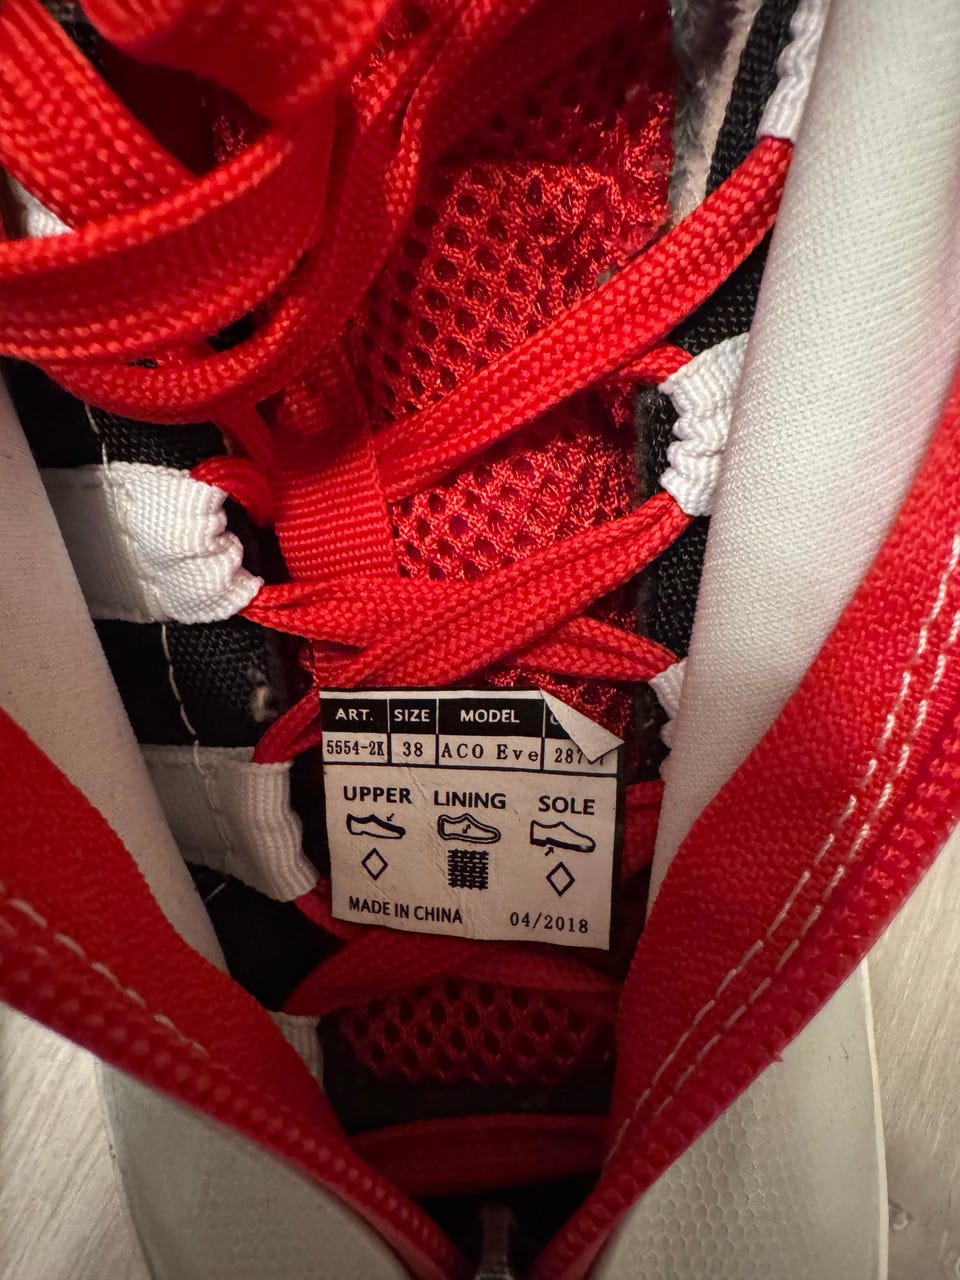 ART. SIZE MODEL
5554-2K 38 ACO Eve
UPPER LINING SOLE
MADE IN CHINA 04/2018